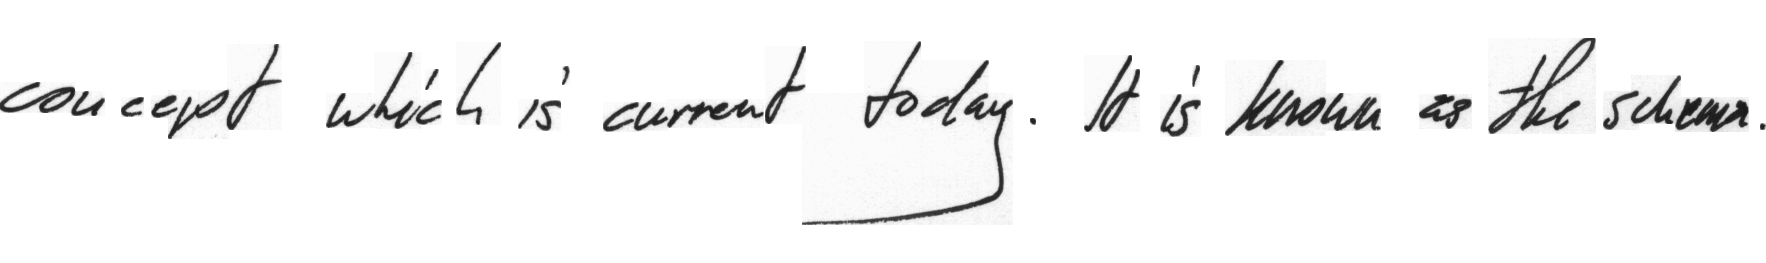 concept which is current today. It is known as the schema.